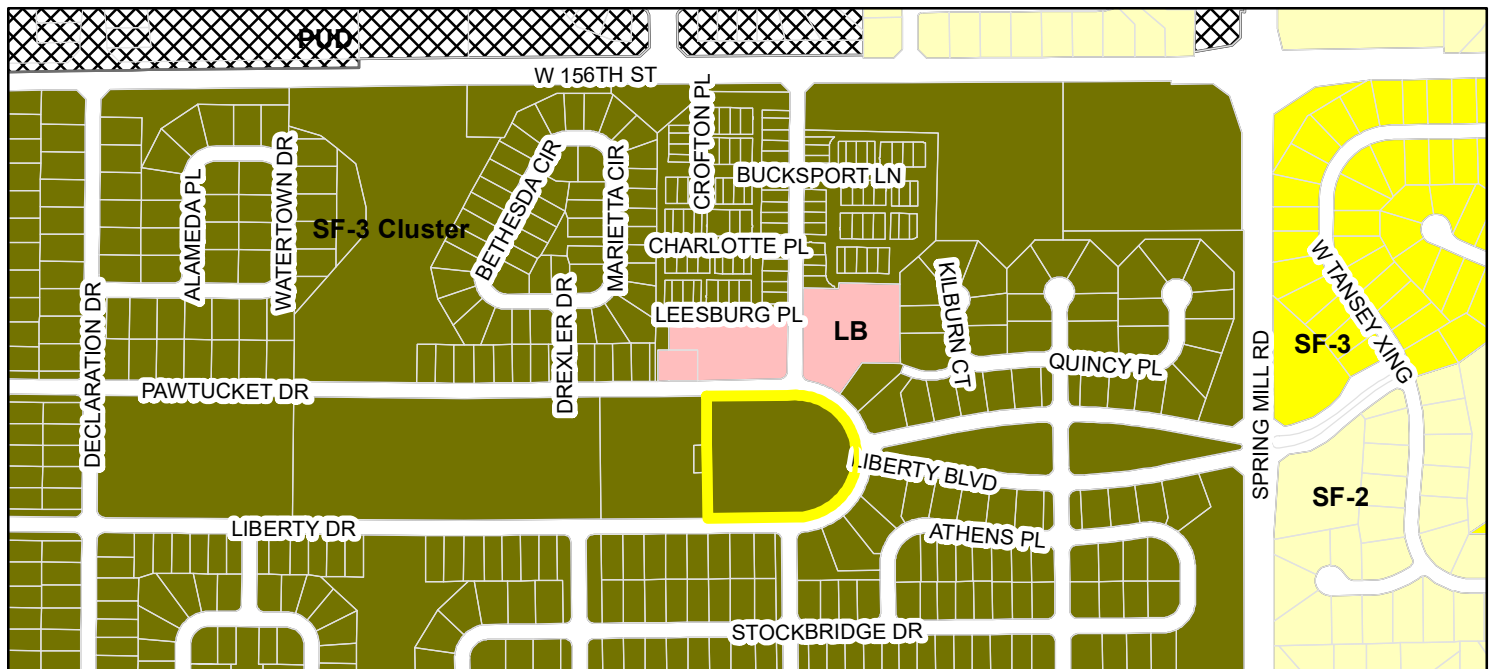 PUD
W 156TH ST
CROFTON PL
BETHESDA CIR
MARIETTA CIR
WATERTOWN DR
ALAMEDA PL
BUCKSPORT LN
SF-3 Cluster
CHARLOTTE PL
W TANSEY XING
LEESBURG PL
LB
KILBURN CT
SF-3
DECLARATION DR
DREXLER DR
QUINCY PL
PAWTUCKET DR
SPRING MILL RD
LIBERTY BLVD
SF-2
LIBERTY DR
ATHENS PL
STOCKBRIDGE DR